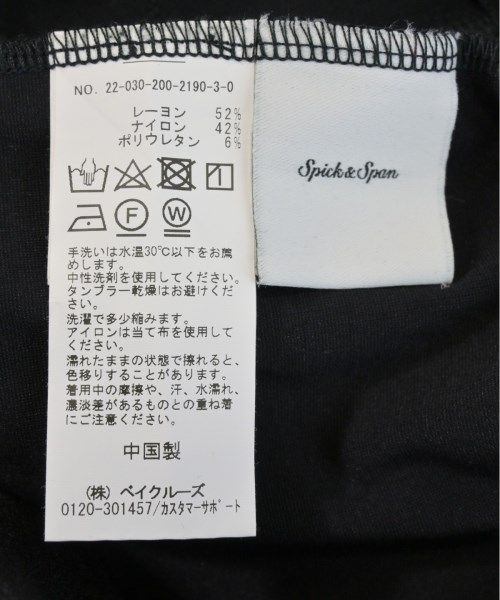 NO. 22-030-200-2190-3-0
レーヨン 52%
ナイロン 42%
ポリウレタン 6%
F W
手洗いは水温30℃以下をお薦
めします。
中性洗剤を使用してください。
タンブラー乾燥はお避けくだ
さい。
洗濯で多少縮みます。
アイロンは当て布を使用して
ください。
濡れたままの状態で擦れると、
色移りすることがあります。
着用中の摩擦や、汗、水濡れ、
濃淡差があるものとの重ね着
にご注意ください。
中国製
(株) ベイクルーズ
0120-301457/カスタマーサポート
Spick&Span